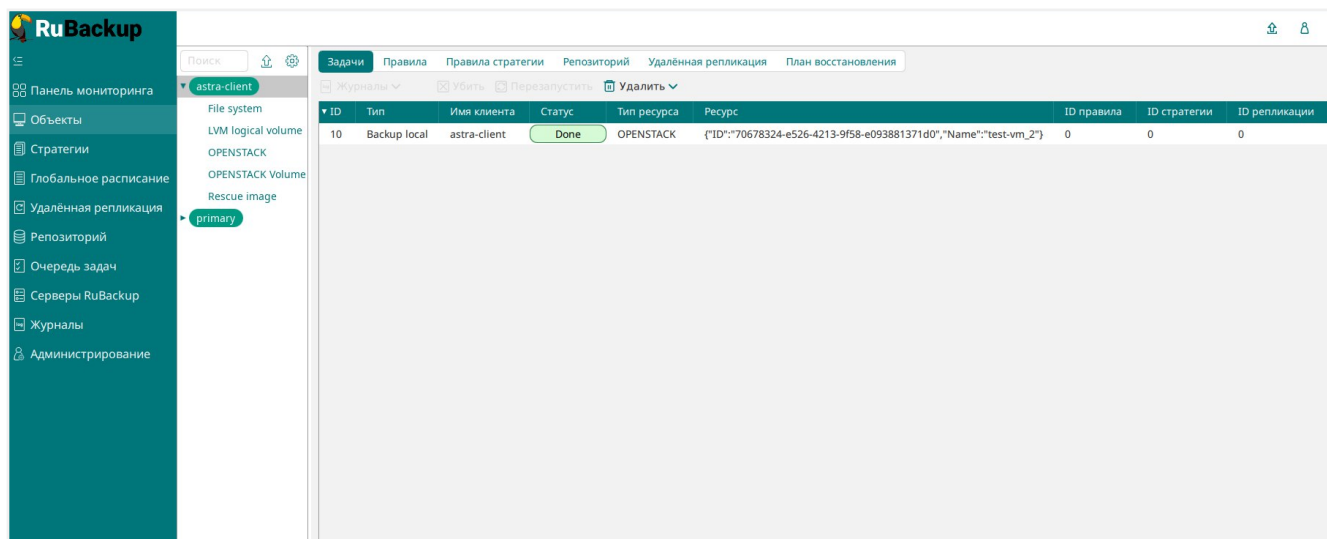 RuBackup
Панель мониторинга
Объекты
Стратегии
Глобальное расписание
Удалённая репликация
Репозиторий
Очередь задач
Серверы RuBackup
Журналы
Администрирование
Поиск
astra-client
File system
LVM logical volume
OPENSTACK
OPENSTACK Volume
Rescue image
primary
Задачи Правила Правила стратегии Репозиторий Удалённая репликация План восстановления
Журналы Убить Перезапустить Удалить
ID Тип Имя клиента Статус Тип ресурса Ресурс ID правила ID стратегии ID репликации
10 Backup local astra-client Done OPENSTACK {"ID":"70678324-e526-4213-9f58-e093881371d0","Name":"test-vm_2"} 0 0 0